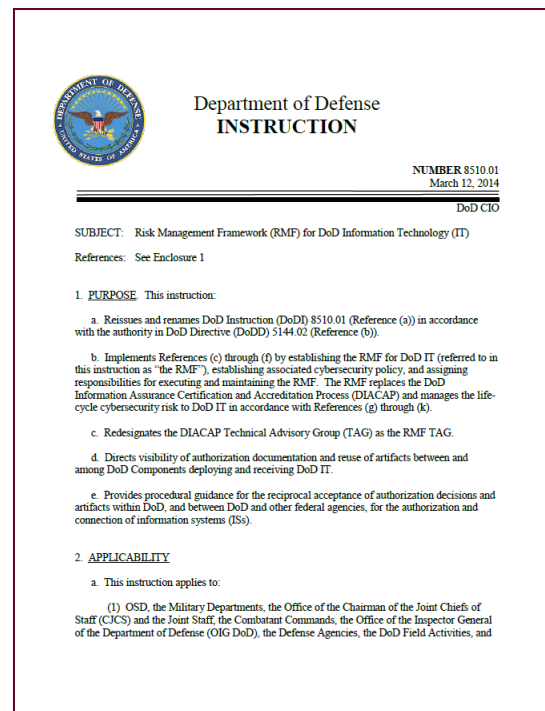 DEPARTMENT OF DEFENSE
UNITED STATES OF AMERICA
Department of Defense
INSTRUCTION
NUMBER 8510.01
March 12, 2014
DoD CIO
SUBJECT: Risk Management Framework (RMF) for DoD Information Technology (IT)
References: See Enclosure 1
1. PURPOSE. This instruction:
a. Reissues and renames DoD Instruction (DoDI) 8510.01 (Reference (a)) in accordance
with the authority in DoD Directive (DoDD) 5144.02 (Reference (b)).
b. Implements References (c) through (f) by establishing the RMF for DoD IT (referred to in
this instruction as “the RMF”), establishing associated cybersecurity policy, and assigning
responsibilities for executing and maintaining the RMF. The RMF replaces the DoD
Information Assurance Certification and Accreditation Process (DIACAP) and manages the life-
cycle cybersecurity risk to DoD IT in accordance with References (g) through (k).
c. Redesignates the DIACAP Technical Advisory Group (TAG) as the RMF TAG.
d. Directs visibility of authorization documentation and reuse of artifacts between and
among DoD Components deploying and receiving DoD IT.
e. Provides procedural guidance for the reciprocal acceptance of authorization decisions and
artifacts within DoD, and between DoD and other federal agencies, for the authorization and
connection of information systems (ISs).
2. APPLICABILITY
a. This instruction applies to:
(1) OSD, the Military Departments, the Office of the Chairman of the Joint Chiefs of
Staff (CJCS) and the Joint Staff, the Combatant Commands, the Office of the Inspector General
of the Department of Defense (OIG DoD), the Defense Agencies, the DoD Field Activities, and